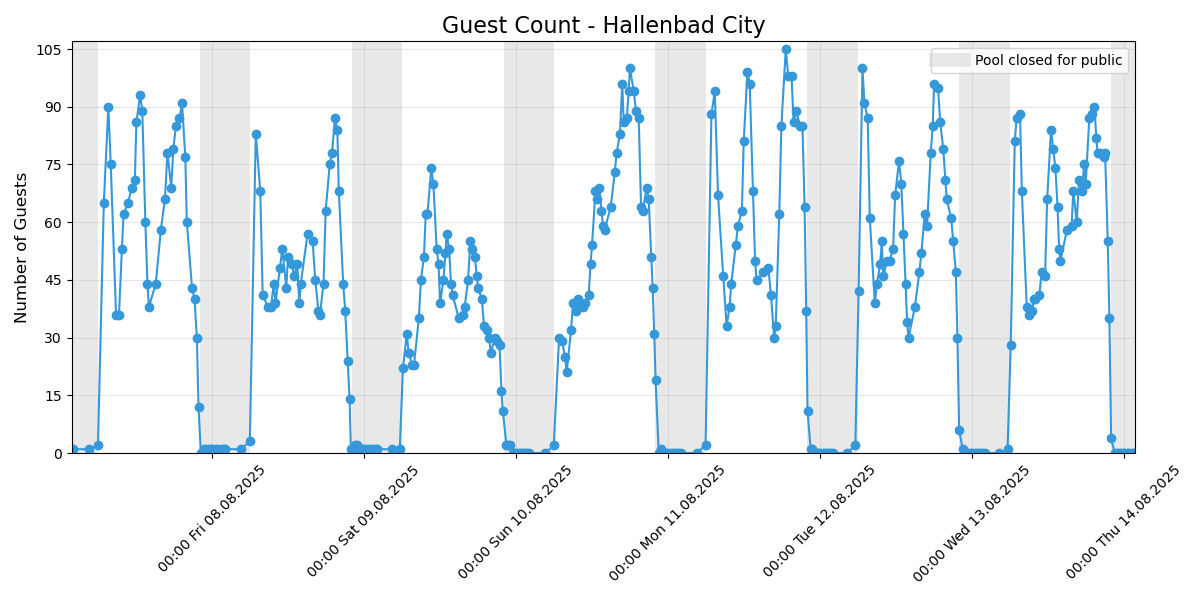 Guest Count - Hallenbad City
Pool closed for public
Number of Guests
105
90
75
60
45
30
15
0
00:00 Fri 08.08.2025
00:00 Sat 09.08.2025
00:00 Sun 10.08.2025
00:00 Mon 11.08.2025
00:00 Tue 12.08.2025
00:00 Wed 13.08.2025
00:00 Thu 14.08.2025